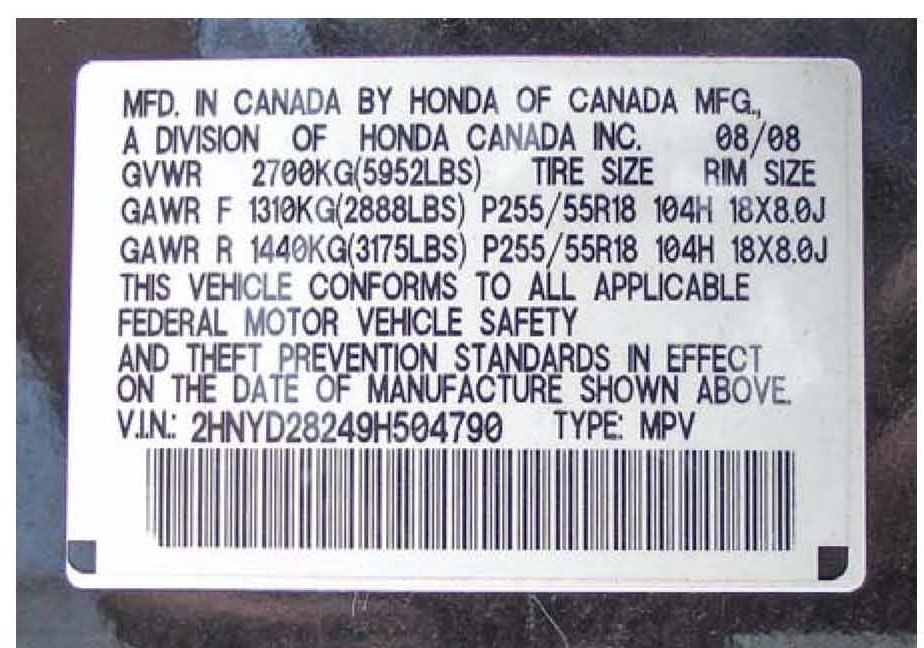 MFD. IN CANADA BY HONDA OF CANADA MFG.,
A DIVISION OF HONDA CANADA INC. 08/08
GVWR 2700KG(5952LBS) TIRE SIZE RIM SIZE
GAWR F 1310KG(2888LBS) P255/55R18 104H 18X8.0J
GAWR R 1440KG(3175LBS) P255/55R18 104H 18X8.0J
THIS VEHICLE CONFORMS TO ALL APPLICABLE
FEDERAL MOTOR VEHICLE SAFETY
AND THEFT PREVENTION STANDARDS IN EFFECT
ON THE DATE OF MANUFACTURE SHOWN ABOVE.
V.I.N.: 2HNYD28249H504790 TYPE: MPV